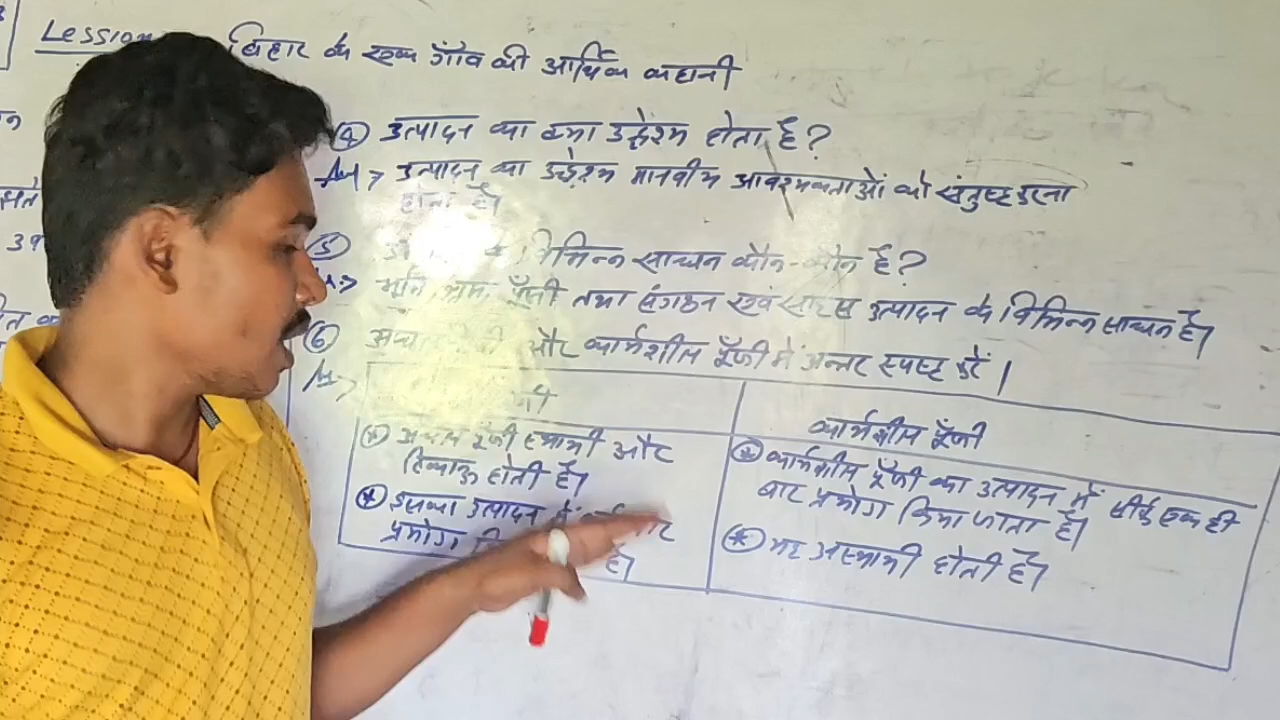 Lession
बिहार के एक गाँव की आर्थिक कहानी
④ उत्पादन का क्या उद्देश्य होता है?
Ans => उत्पादन का उद्देश्य मानवीय आवश्यकताओं को संतुष्ट करना
होता है।
⑤ के विभिन्न साधन कौन-कौन है?
=> भूमि, श्रम, पूँजी तथा संगठन एवं साहस उत्पादन के विभिन्न साधन है।
⑥ और कार्यशील पूँजी में अन्तर स्पष्ट करें।
Ans =>
कार्यशील पूँजी
* अचल पूँजी स्थायी और
टिकाऊ होती है।
* इसका उत्पादन में बार
प्रयोग है।
* कार्यशील पूँजी का उत्पादन में सीर्फ एक ही
बार प्रयोग किया जाता है।
* यह अस्थायी होती है।